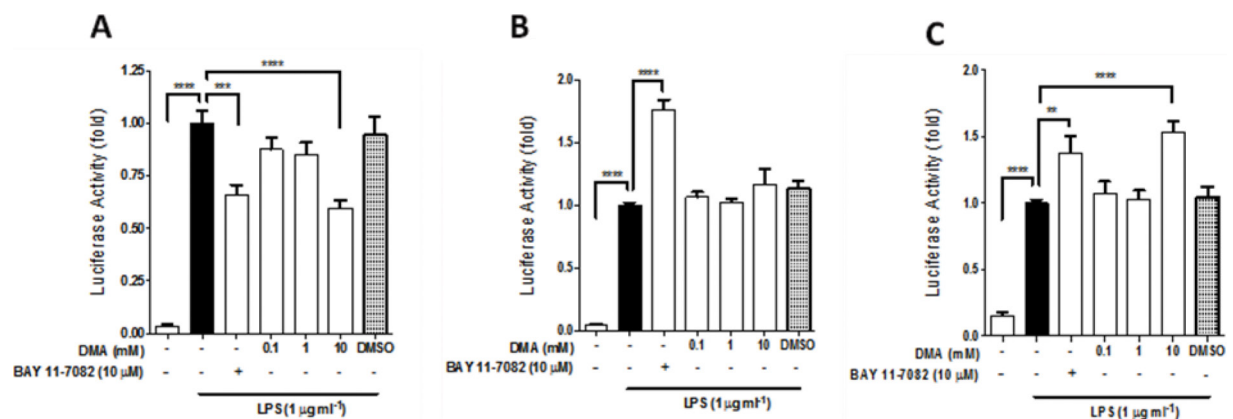 A
Luciferase Activity (fold)
1.25
1.00
0.75
0.50
0.25
0.00
****
***
****
DMA (mM) - - - 0.1 1 10 DMSO
BAY 11-7082 (10 μM) - - + - - - -
LPS (1 μg ml-1)
B
Luciferase Activity (fold)
2.0
1.5
1.0
0.5
0.0
****
****
DMA (mM) - - - 0.1 1 10 DMSO
BAY 11-7082 (10 μM) - - + - - - -
LPS (1 μg ml-1)
C
Luciferase Activity (fold)
2.0
1.5
1.0
0.5
0.0
****
**
****
DMA (mM) - - - 0.1 1 10 DMSO
BAY 11-7082 (10 μM) - - + - - - -
LPS (1 μg ml-1)